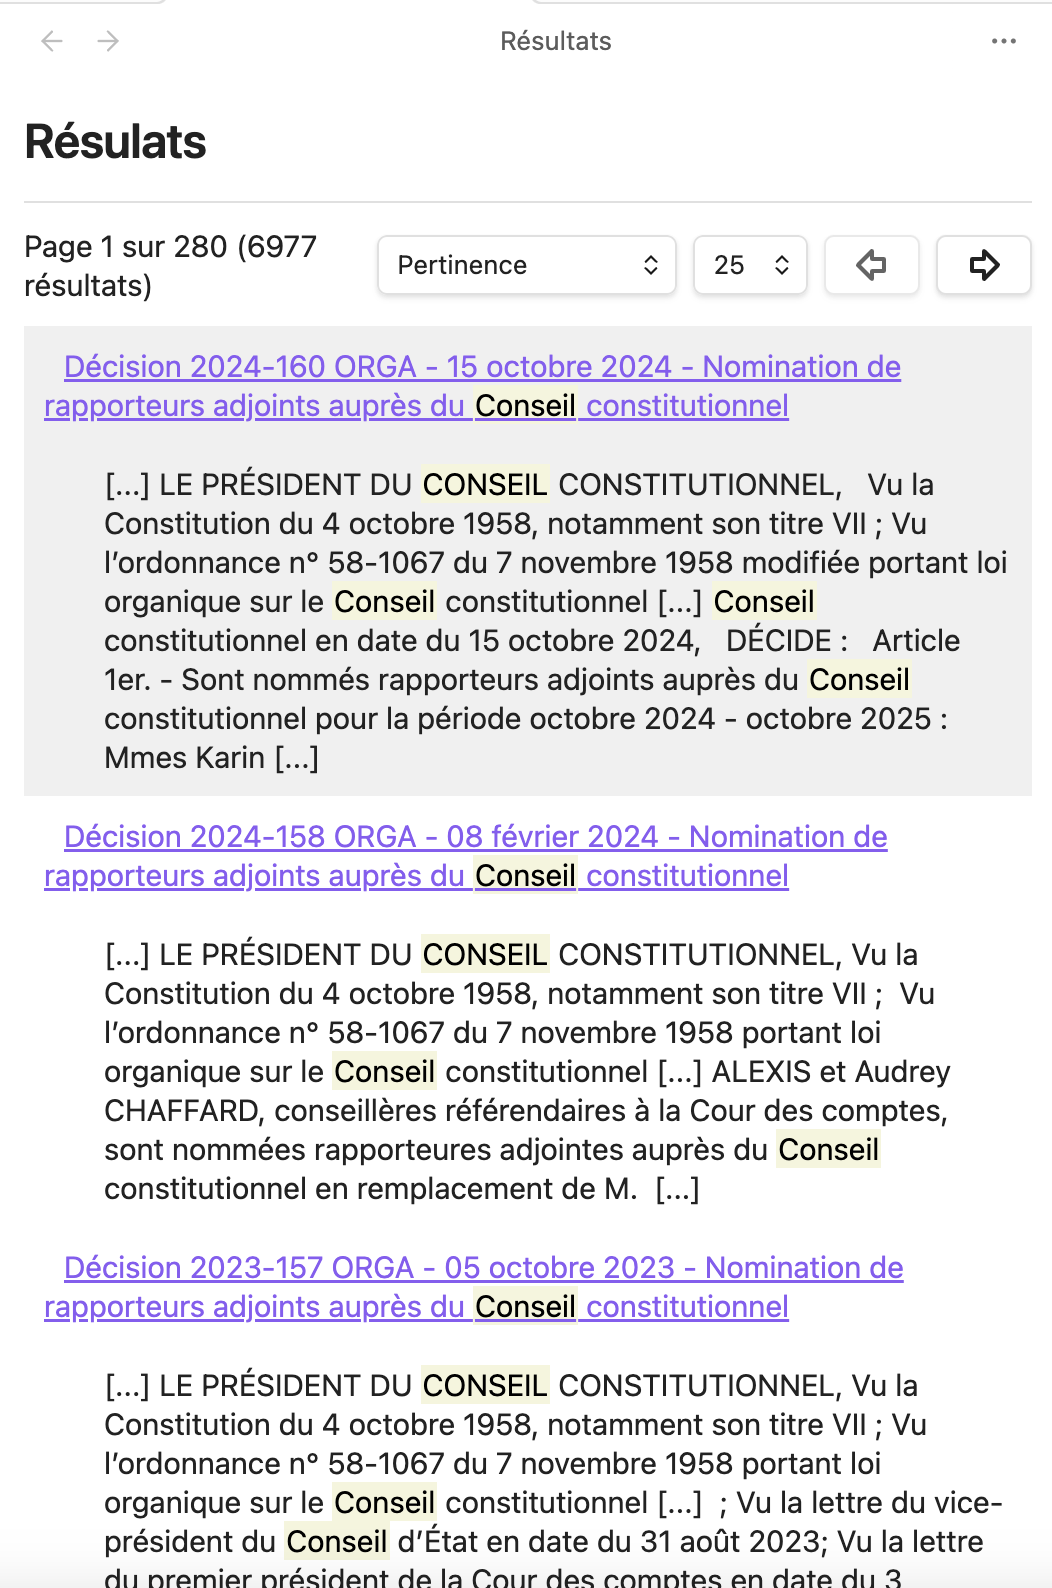 Résultats
Résulats
Page 1 sur 280 (6977
résultats)
Pertinence
25
Décision 2024-160 ORGA - 15 octobre 2024 - Nomination de
rapporteurs adjoints auprès du Conseil constitutionnel
[...] LE PRÉSIDENT DU CONSEIL CONSTITUTIONNEL, Vu la
Constitution du 4 octobre 1958, notamment son titre VII ; Vu
l’ordonnance n° 58-1067 du 7 novembre 1958 modifiée portant loi
organique sur le Conseil constitutionnel [...] Conseil
constitutionnel en date du 15 octobre 2024, DÉCIDE : Article
1er. - Sont nommés rapporteurs adjoints auprès du Conseil
constitutionnel pour la période octobre 2024 - octobre 2025 :
Mmes Karin [...]
Décision 2024-158 ORGA - 08 février 2024 - Nomination de
rapporteurs adjoints auprès du Conseil constitutionnel
[...] LE PRÉSIDENT DU CONSEIL CONSTITUTIONNEL, Vu la
Constitution du 4 octobre 1958, notamment son titre VII ; Vu
l’ordonnance n° 58-1067 du 7 novembre 1958 portant loi
organique sur le Conseil constitutionnel [...] ALEXIS et Audrey
CHAFFARD, conseillères référendaires à la Cour des comptes,
sont nommées rapporteures adjointes auprès du Conseil
constitutionnel en remplacement de M. [...]
Décision 2023-157 ORGA - 05 octobre 2023 - Nomination de
rapporteurs adjoints auprès du Conseil constitutionnel
[...] LE PRÉSIDENT DU CONSEIL CONSTITUTIONNEL, Vu la
Constitution du 4 octobre 1958, notamment son titre VII ; Vu
l’ordonnance n° 58-1067 du 7 novembre 1958 portant loi
organique sur le Conseil constitutionnel [...] ; Vu la lettre du vice-
président du Conseil d’État en date du 31 août 2023; Vu la lettre
du premier président de la Cour des comptes en date du 3